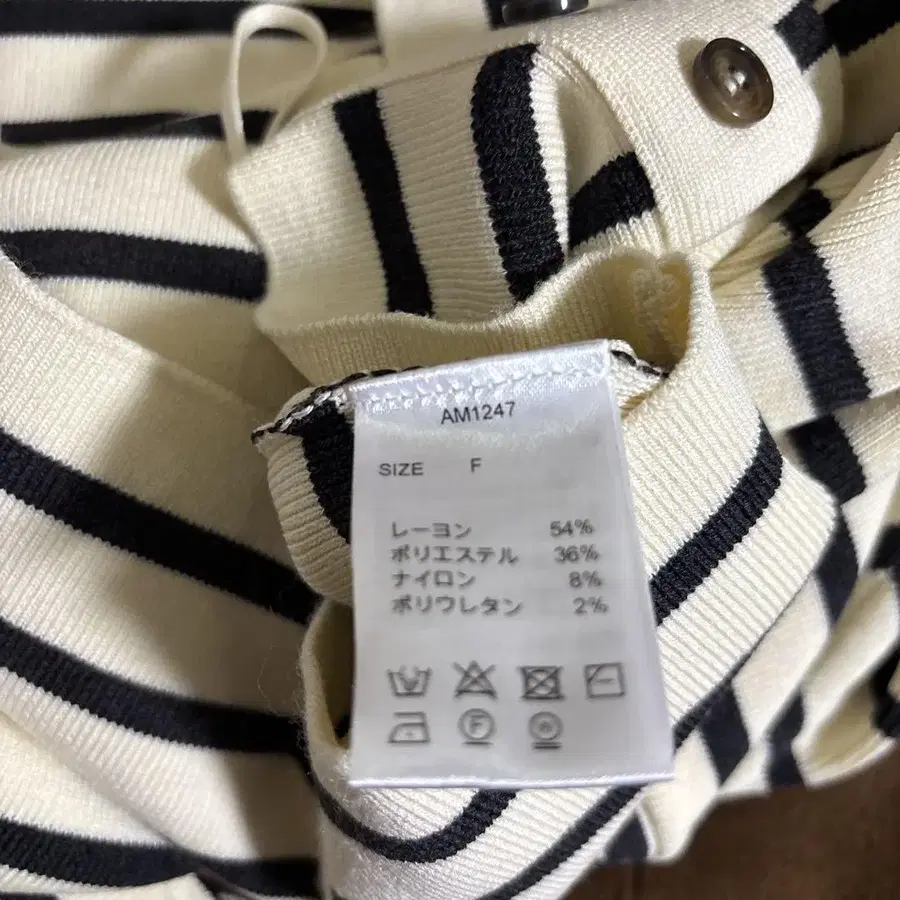 AM1247
SIZE F
レーヨン 54%
ポリエステル 36%
ナイロン 8%
ポリウレタン 2%
F